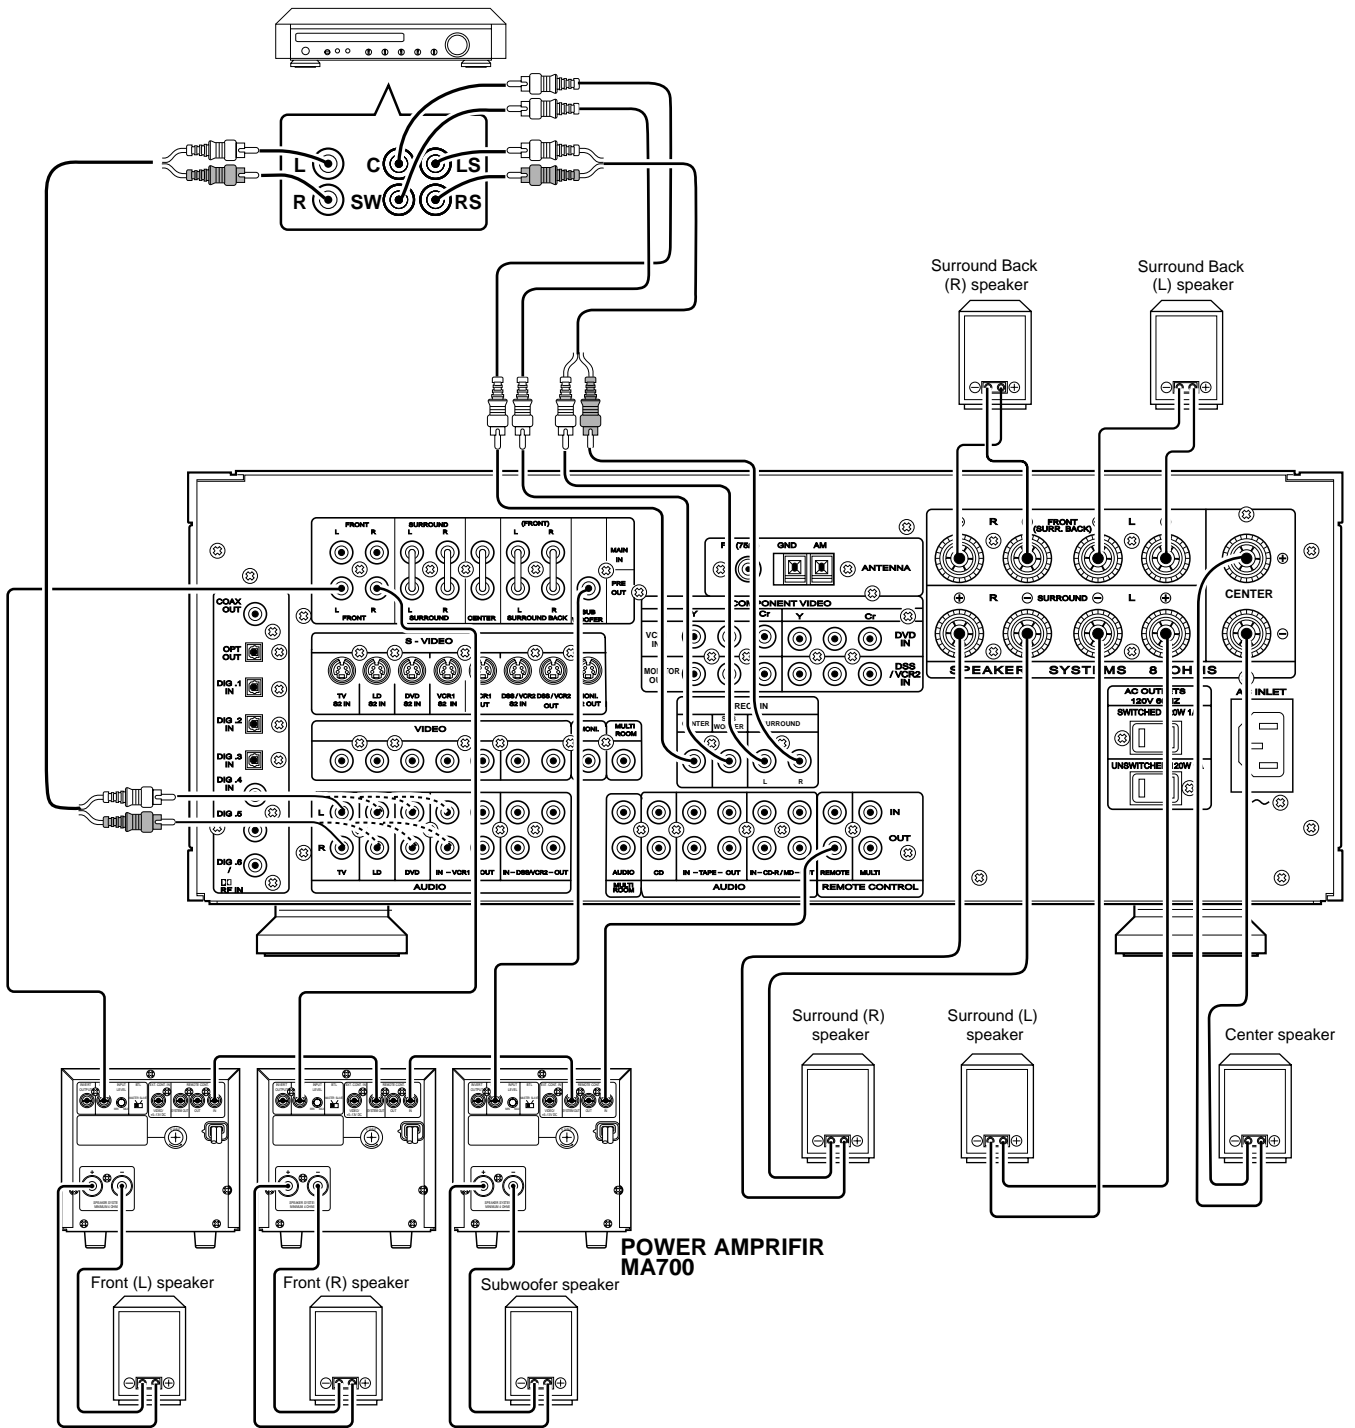 L
C
LS
R
SW
RS
Surround Back
(R) speaker
Surround Back
(L) speaker
FRONT
SURROUND
(FRONT)
L R L R L R
MAIN
IN
PRE
OUT
L R L R L R
FRONT SURROUND CENTER SURROUND BACK
GND AM
ANTENNA
COMPONENT VIDEO
Y Cr Y Cr
DVD
IN
DSS
/ VCR2
IN
COAX
OUT
OPT
OUT
DIG .1
IN
DIG .2
IN
DIG .3
IN
DIG .4
IN
DIG .5
DIG .6
/
RF IN
S - VIDEO
TV
S2 IN
LD
S2 IN
DVD
S2 IN
VCR1
S2 IN
DSS / VCR2
S2 IN
DSS / VCR2
OUT
VIDEO
MULTI
ROOM
SURROUND
L R
L
R
TV LD DVD IN - VCR1 OUT IN - DSS/VCR2 - OUT
AUDIO
AUDIO
MULTI
ROOM
CD IN - TAPE - OUT
AUDIO
REMOTE MULTI
IN
OUT
REMOTE CONTROL
R
FRONT
(SURR. BACK)
L
+
CENTER
−
+ R − SURROUND − L +
SPEAKER SYSTEMS
AC OUTLETS
Surround (R)
speaker
Surround (L)
speaker
Center speaker
POWER AMPRIFIR
MA700
Front (L) speaker
Front (R) speaker
Subwoofer speaker